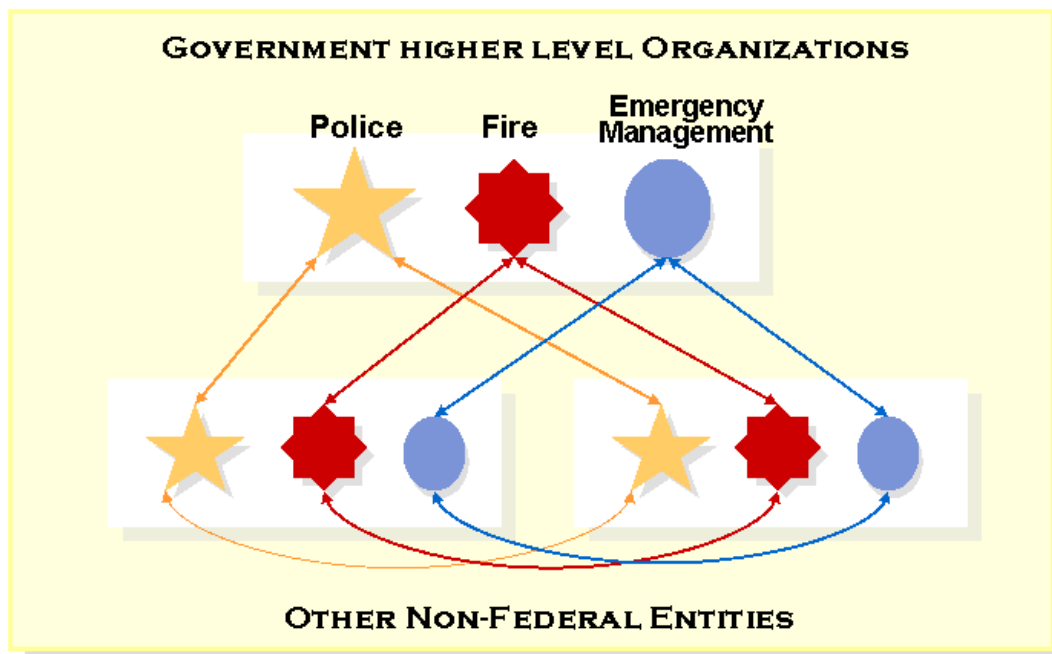 Government higher level Organizations
Police Fire Emergency
Management
Other Non-Federal Entities